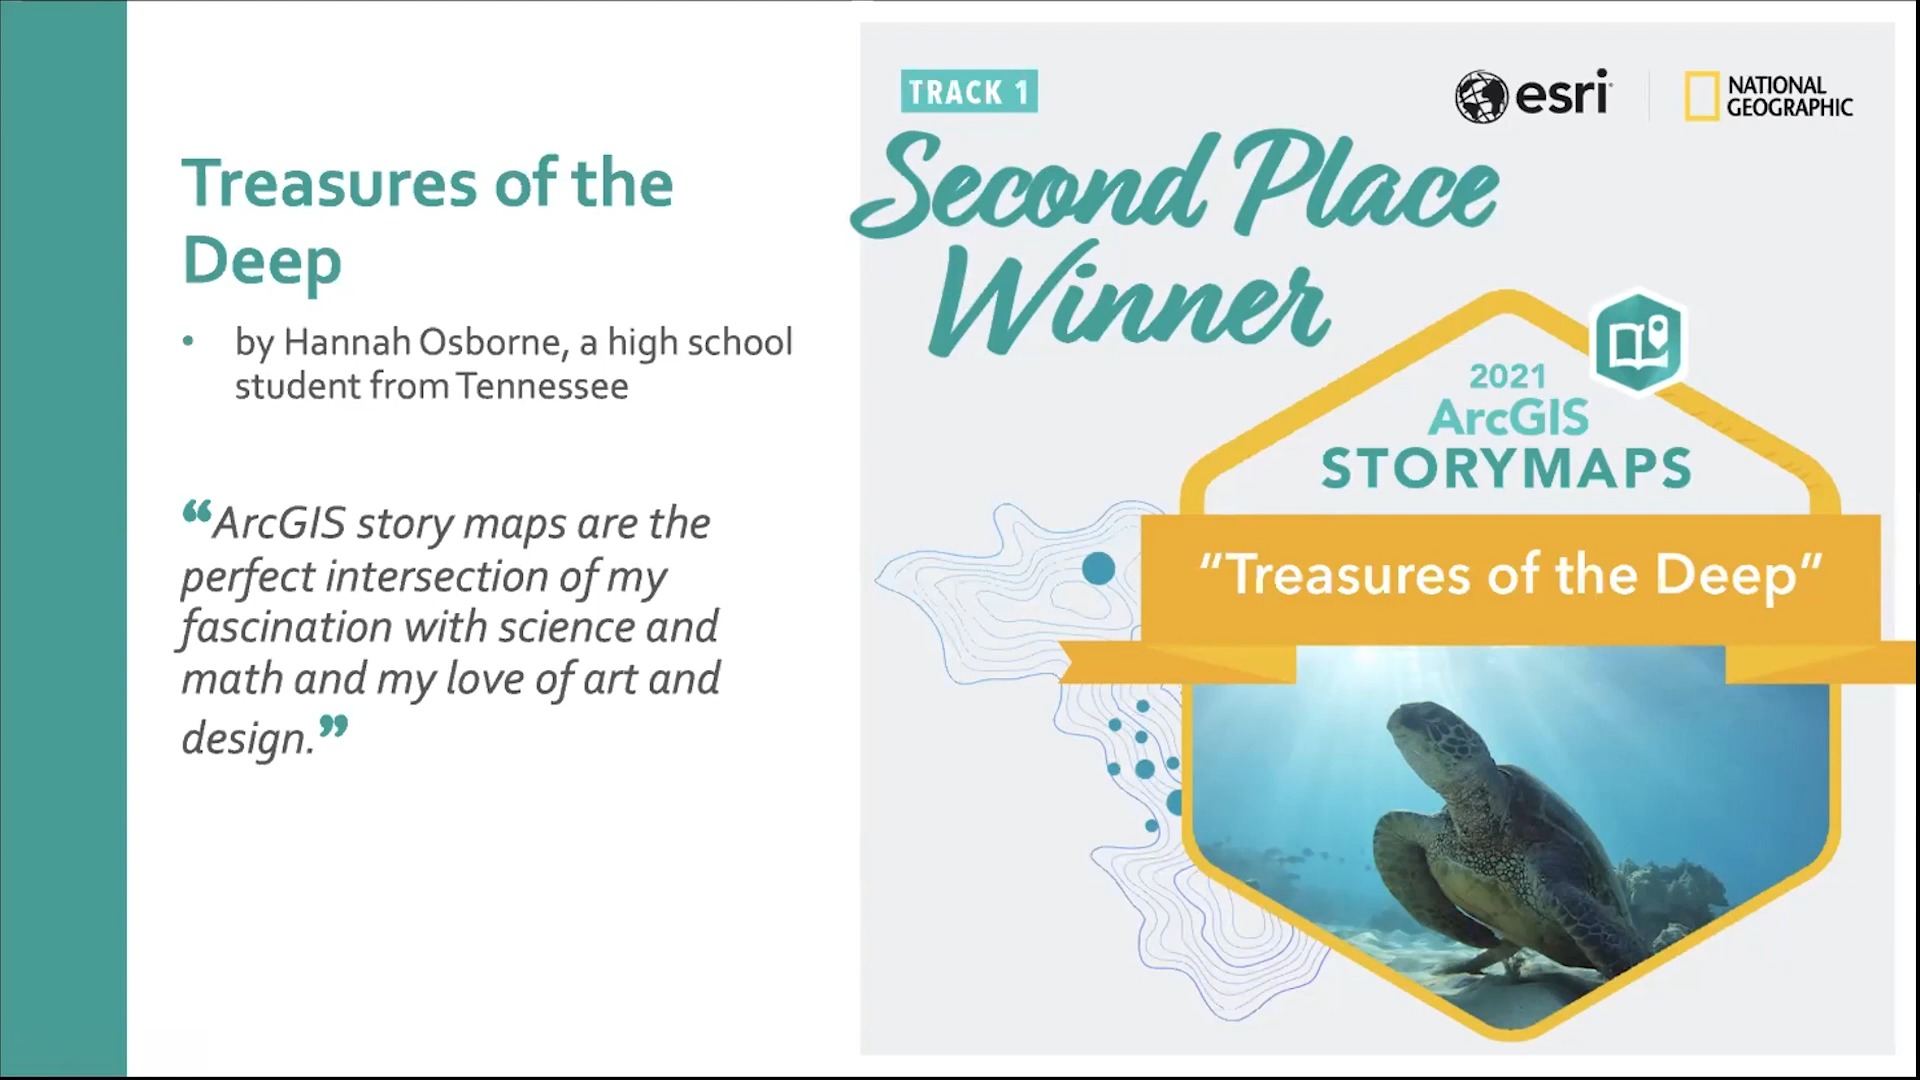 Treasures of the
Deep
• by Hannah Osborne, a high school
student from Tennessee
“ArcGIS story maps are the
perfect intersection of my
fascination with science and
math and my love of art and
design.”
TRACK 1
esri
NATIONAL
GEOGRAPHIC
Second Place
Winner
2021
ArcGIS
STORYMAPS
“Treasures of the Deep”